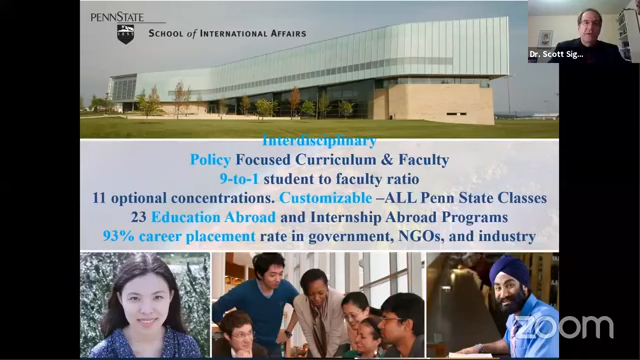 PENNSTATE
SCHOOL of INTERNATIONAL AFFAIRS
Dr. Scott Sig...
Interdisciplinary
Policy Focused Curriculum & Faculty
9-to-1 student to faculty ratio
11 optional concentrations. Customizable –ALL Penn State Classes
23 Education Abroad and Internship Abroad Programs
93% career placement rate in government, NGOs, and industry
zoom